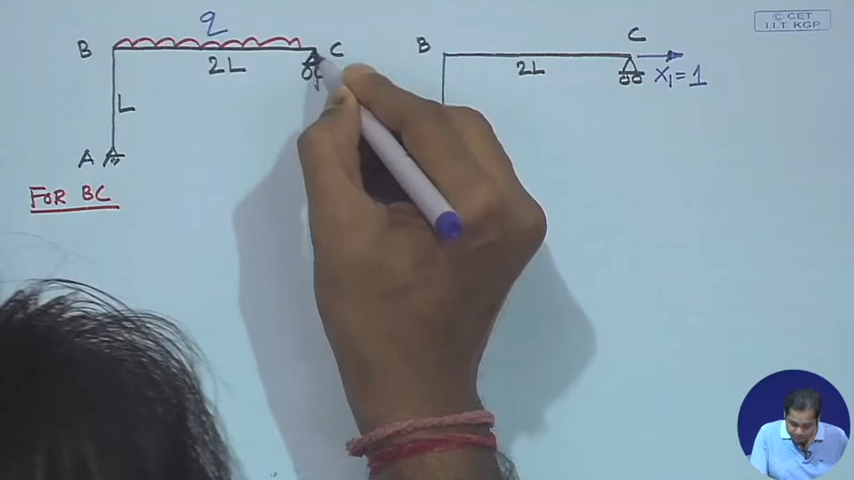 © CET
I.I.T. KGP
q
B
C
2L
L
A
FOR BC
B
C
2L
X₁ = 1